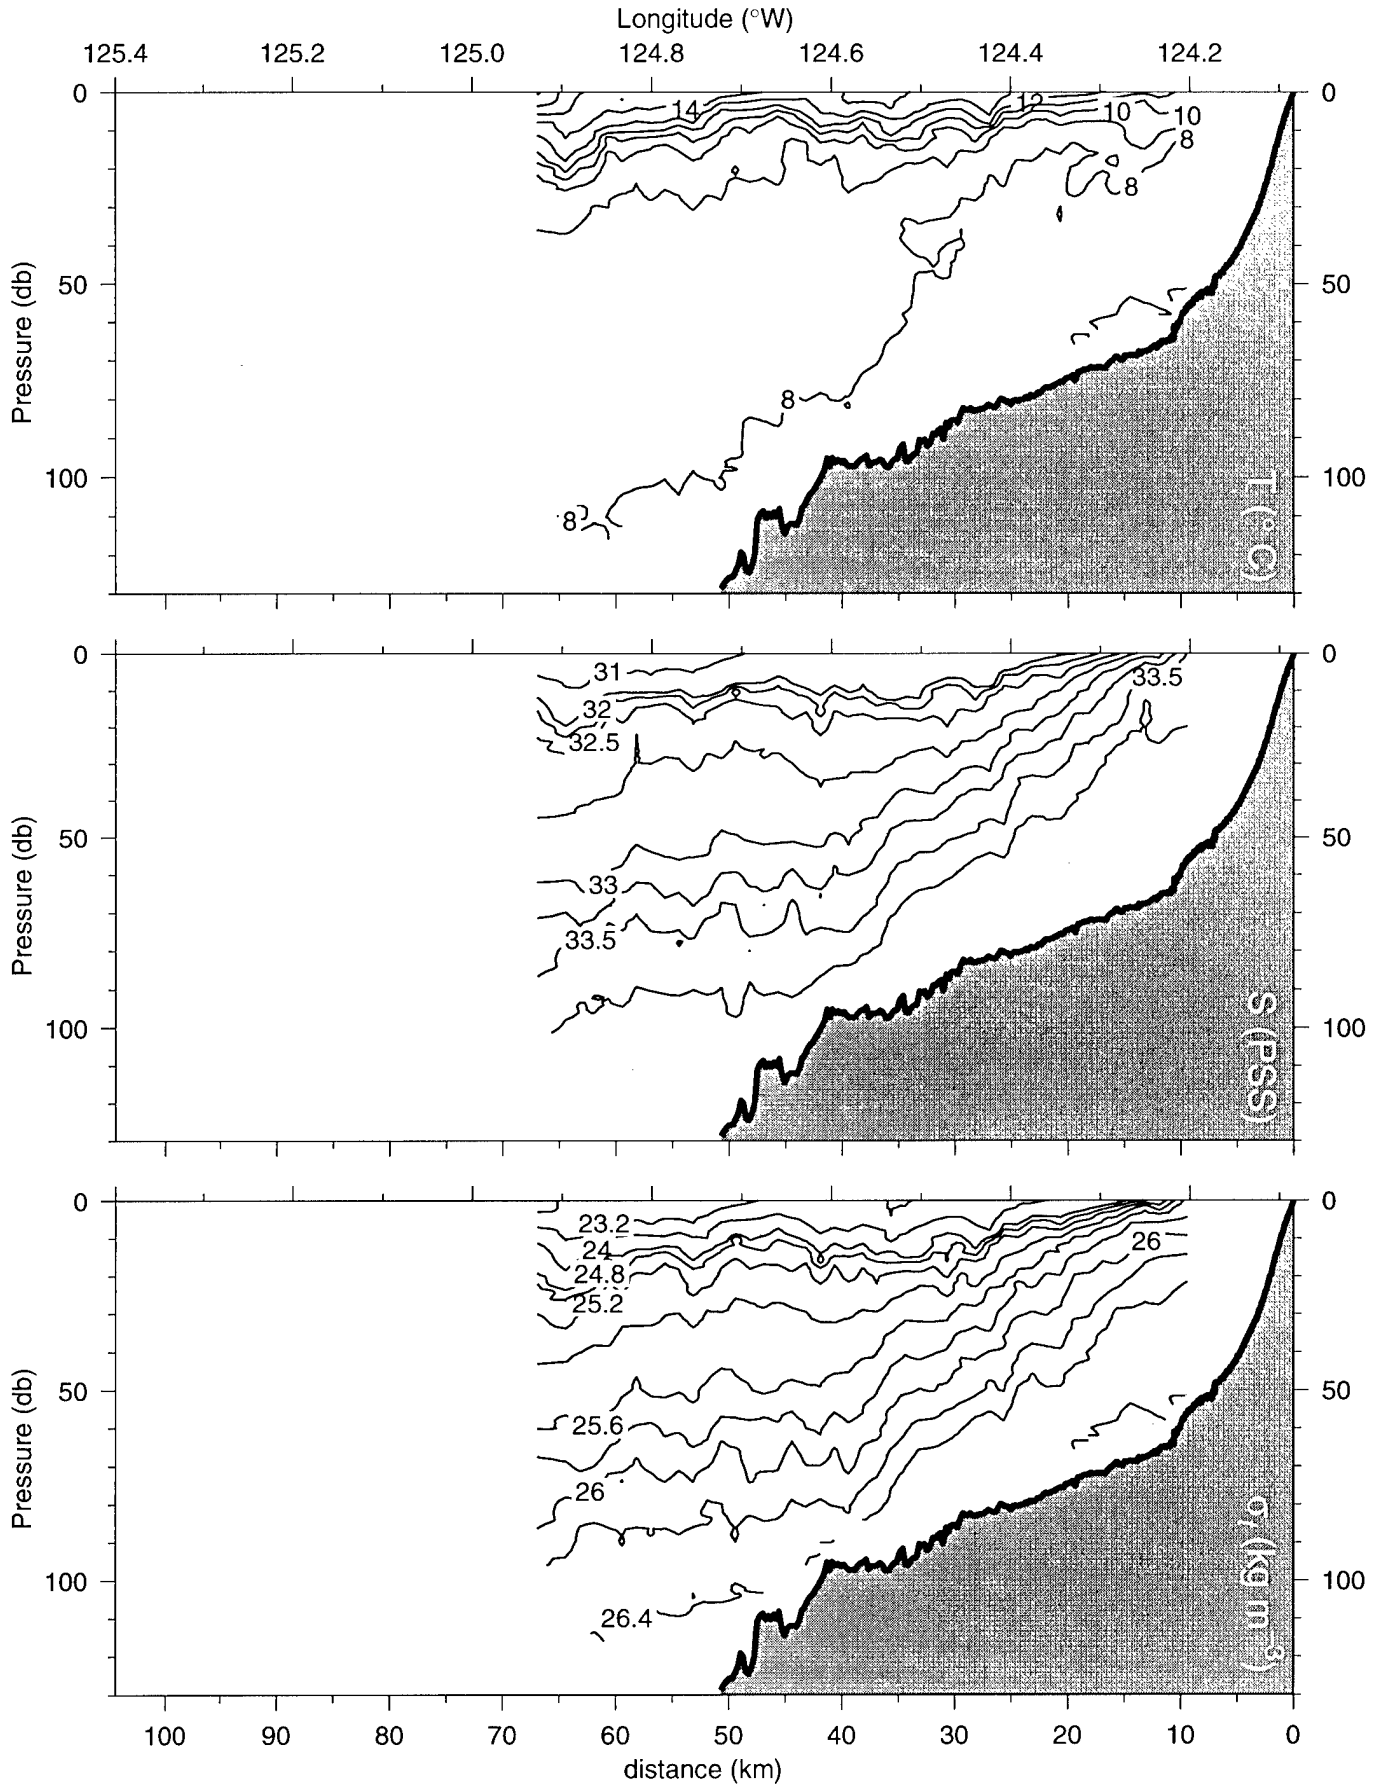 Longitude (°W)
125.4 125.2 125.0 124.8 124.6 124.4 124.2
0 14 12 10 10 0
8
8
50 50
8
100 100
8
Pressure (db)
T (°C)
0 31 33.5 0
32
32.5
50 50
33
33.5
100 100
Pressure (db)
S (PSS)
0 23.2 26 0
24
24.8
25.2
50 50
25.6
26
100 100
26.4
Pressure (db)
σt (kg m⁻³)
100 90 80 70 60 50 40 30 20 10 0
distance (km)